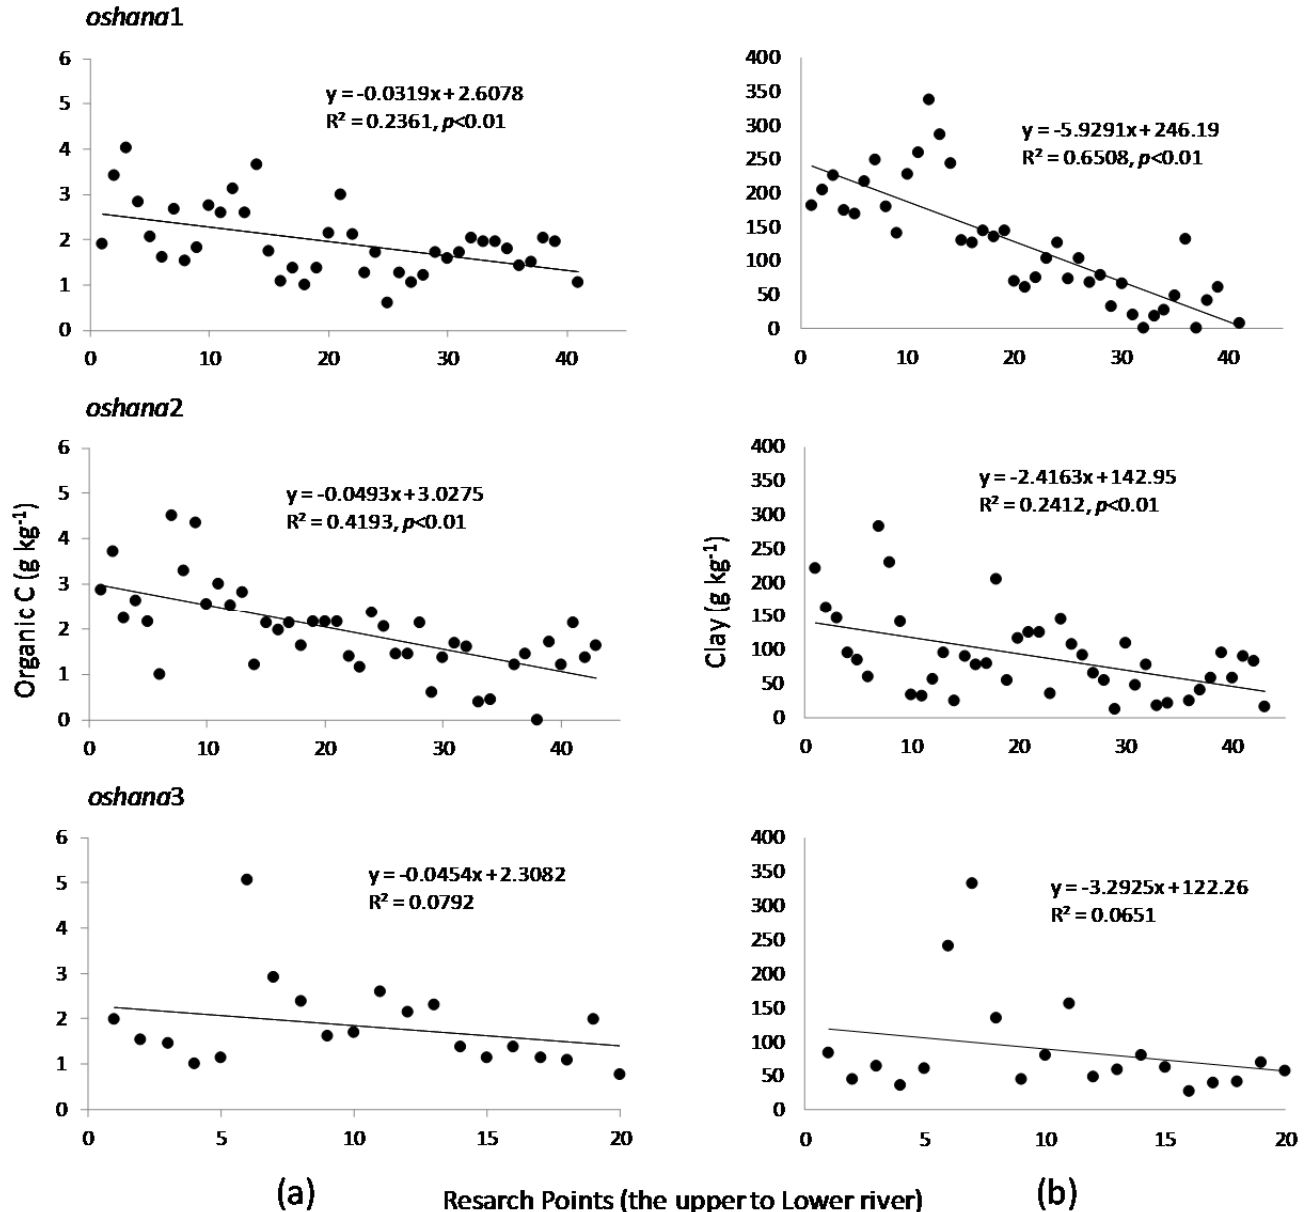 oshana1
6
5
4
3
2
1
0
0 10 20 30 40
y = -0.0319x + 2.6078
R² = 0.2361, p<0.01
400
350
300
250
200
150
100
50
0
0 10 20 30 40
y = -5.9291x + 246.19
R² = 0.6508, p<0.01
oshana2
Organic C (g kg-1)
6
5
4
3
2
1
0
0 10 20 30 40
y = -0.0493x + 3.0275
R² = 0.4193, p<0.01
Clay (g kg-1)
400
350
300
250
200
150
100
50
0
0 10 20 30 40
y = -2.4163x + 142.95
R² = 0.2412, p<0.01
oshana3
6
5
4
3
2
1
0
0 5 10 15 20
y = -0.0454x + 2.3082
R² = 0.0792
400
350
300
250
200
150
100
50
0
0 5 10 15 20
y = -3.2925x + 122.26
R² = 0.0651
(a) Resarch Points (the upper to Lower river) (b)